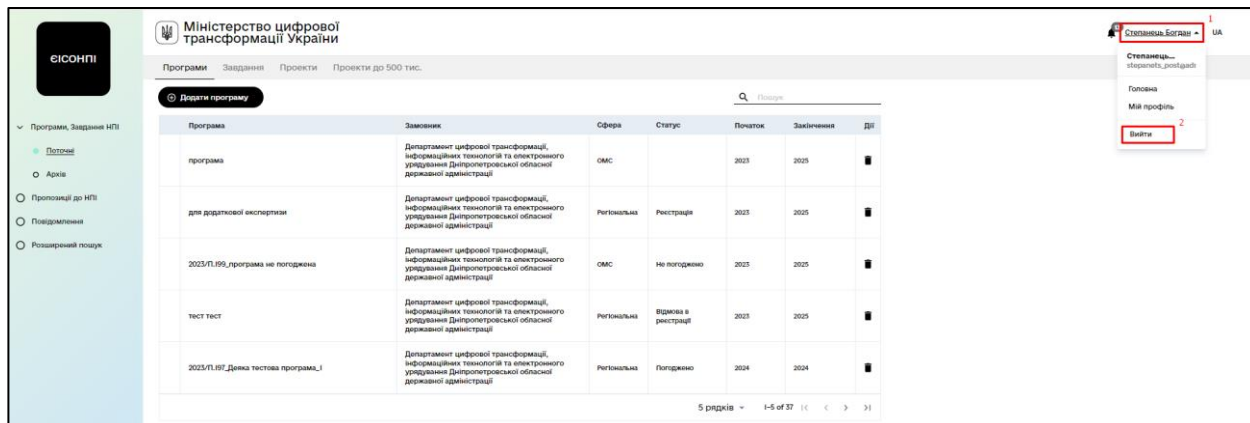 ЄІСОНПІ
Міністерство цифрової
трансформації України
1
Степанець Богдан
UA
Степанець...
stepanets_post@adr
Головна
Мій профіль
2
Вийти
Програми Завдання Проекти Проекти до 500 тис.
Додати програму
Пошук
Програми, Завдання НПІ
Поточні
Архів
Пропозиції до НПІ
Повідомлення
Розширений пошук
Програма Замовник Сфера Статус Початок Закінчення Дії
програма
Департамент цифрової трансформації,
інформаційних технологій та електронного
урядування Дніпропетровської обласної
державної адміністрації
ОМС 2023 2025
для додаткової експертизи
Департамент цифрової трансформації,
інформаційних технологій та електронного
урядування Дніпропетровської обласної
державної адміністрації
Регіональна Реєстрація 2023 2025
2023/П.199_програма не погоджена
Департамент цифрової трансформації,
інформаційних технологій та електронного
урядування Дніпропетровської обласної
державної адміністрації
ОМС Не погоджено 2023 2025
тест тест
Департамент цифрової трансформації,
інформаційних технологій та електронного
урядування Дніпропетровської обласної
державної адміністрації
Регіональна
Відмова в
реєстрації
2023 2025
2023/П.197_Деяка тестова програма_1
Департамент цифрової трансформації,
інформаційних технологій та електронного
урядування Дніпропетровської обласної
державної адміністрації
Регіональна Погоджено 2024 2024
5 рядків 1-5 of 37